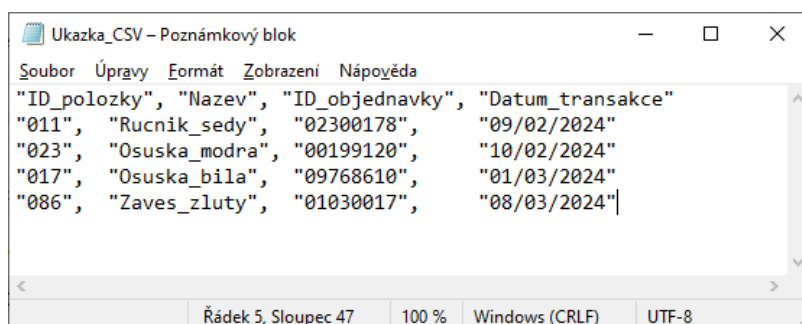 Ukazka_CSV – Poznámkový blok
Soubor Úpravy Formát Zobrazení Nápověda
"ID_polozky", "Nazev", "ID_objednavky", "Datum_transakce"
"011", "Rucnik_sedy", "02300178", "09/02/2024"
"023", "Osuska_modra", "00199120", "10/02/2024"
"017", "Osuska_bila", "09768610", "01/03/2024"
"086", "Zaves_zluty", "01030017", "08/03/2024"
Řádek 5, Sloupec 47 100 % Windows (CRLF) UTF-8